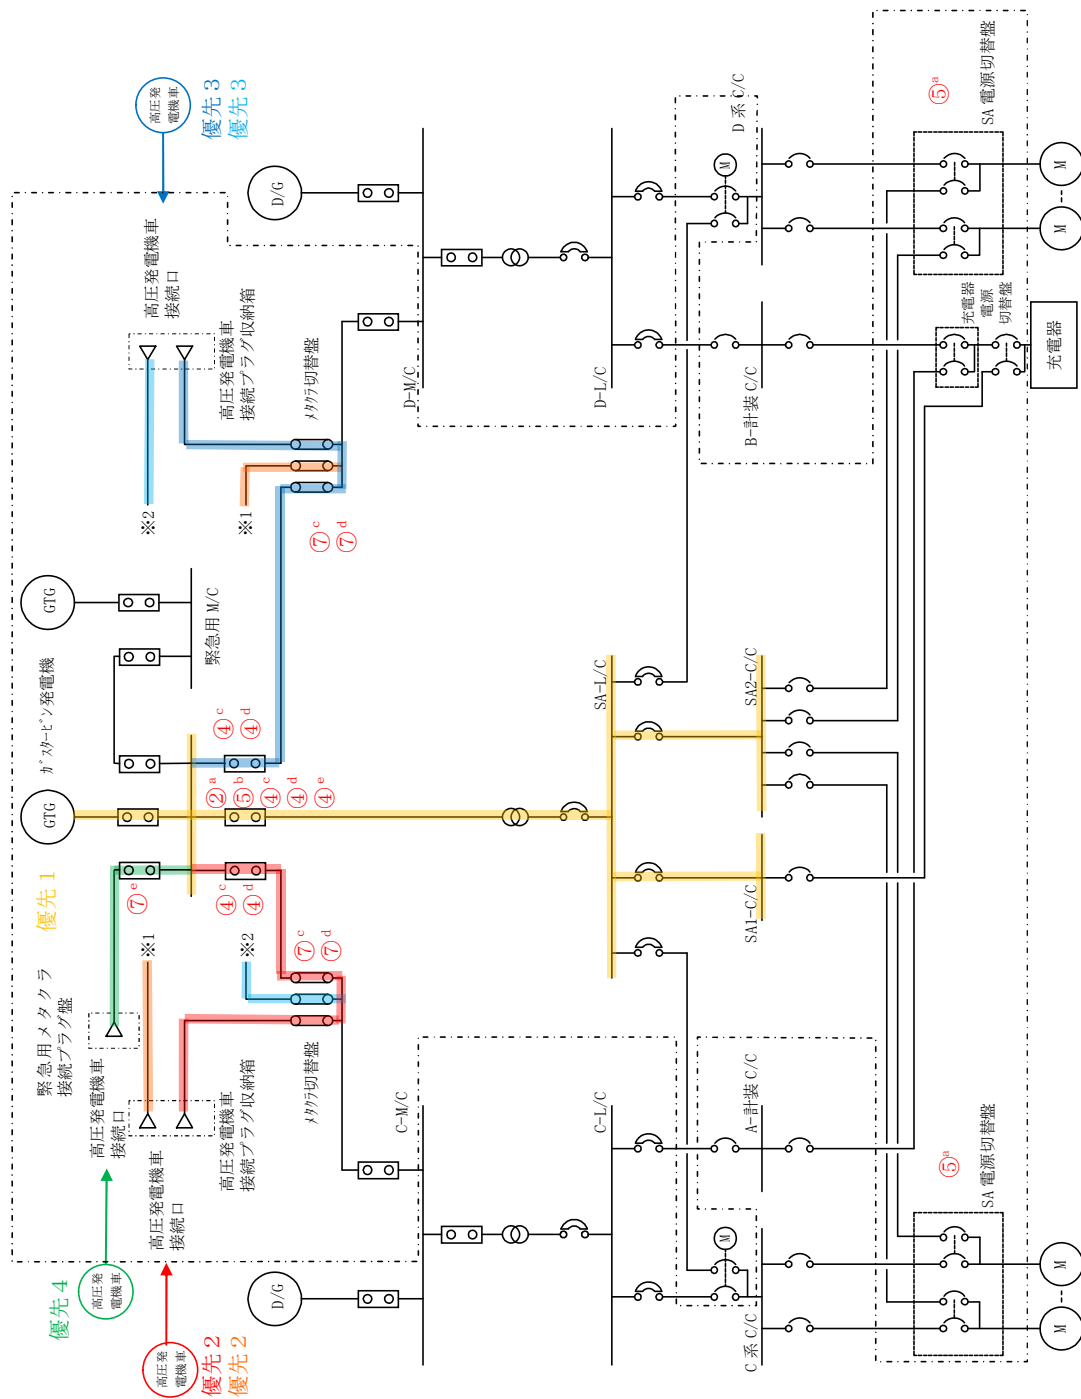 優先4
高圧発
電機車
優先2
優先2
高圧発
電機車
D/G
緊急用メタクラ
接続プラグ盤
高圧発電機車
接続口
高圧発電機車
接続口
高圧発電機車
接続プラグ収納箱
ﾒﾀｸﾗ切替盤
※1
※2
⑦e
④c
④d
⑦c
⑦d
優先1
GTG
ｶﾞｽﾀｰﾋﾞﾝ発電機
GTG
緊急用 M/C
②a
⑤b
④c
④d
④e
④c
④d
優先3
優先3
高圧発
電機車
高圧発電機車
接続口
高圧発電機車
接続プラグ収納箱
ﾒﾀｸﾗ切替盤
※2
※1
⑦c
⑦d
D/G
C-M/C
D-M/C
C-L/C
SA-L/C
D-L/C
C 系 C/C
M
A-計装 C/C
SA1-C/C
SA2-C/C
B-計装 C/C
D 系 C/C
M
⑤a
SA 電源切替盤
M
M
充電器
電源
切替盤
充電器
⑤a
SA 電源切替盤
M
M